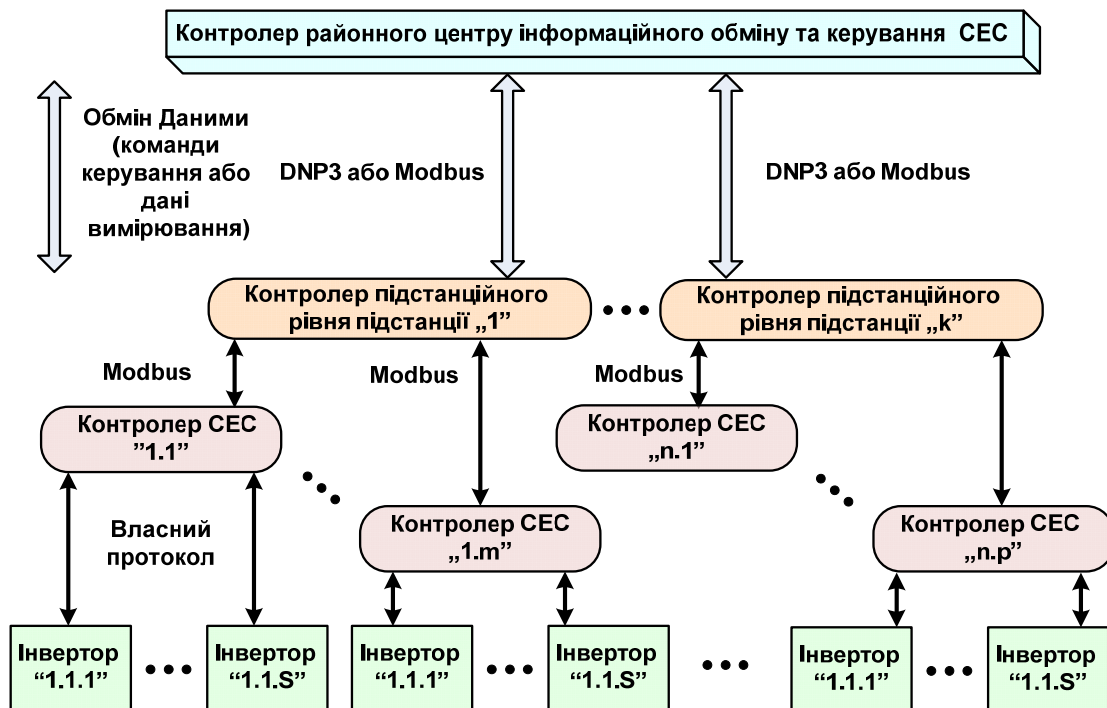 Контролер районного центру інформаційного обміну та керування СЕС
Обмін Даними
(команди
керування або
дані
вимірювання)
DNP3 або Modbus
DNP3 або Modbus
Контролер підстанційного
рівня підстанції „1”
Контролер підстанційного
рівня підстанції „k”
Modbus
Modbus
Modbus
Контролер СЕС
”1.1”
Контролер СЕС
„n.1”
Власний
протокол
Контролер СЕС
„1.m”
Контролер СЕС
„n.p”
Інвертор
“1.1.1”
Інвертор
“1.1.S”
Інвертор
“1.1.1”
Інвертор
“1.1.S”
Інвертор
“1.1.1”
Інвертор
“1.1.S”